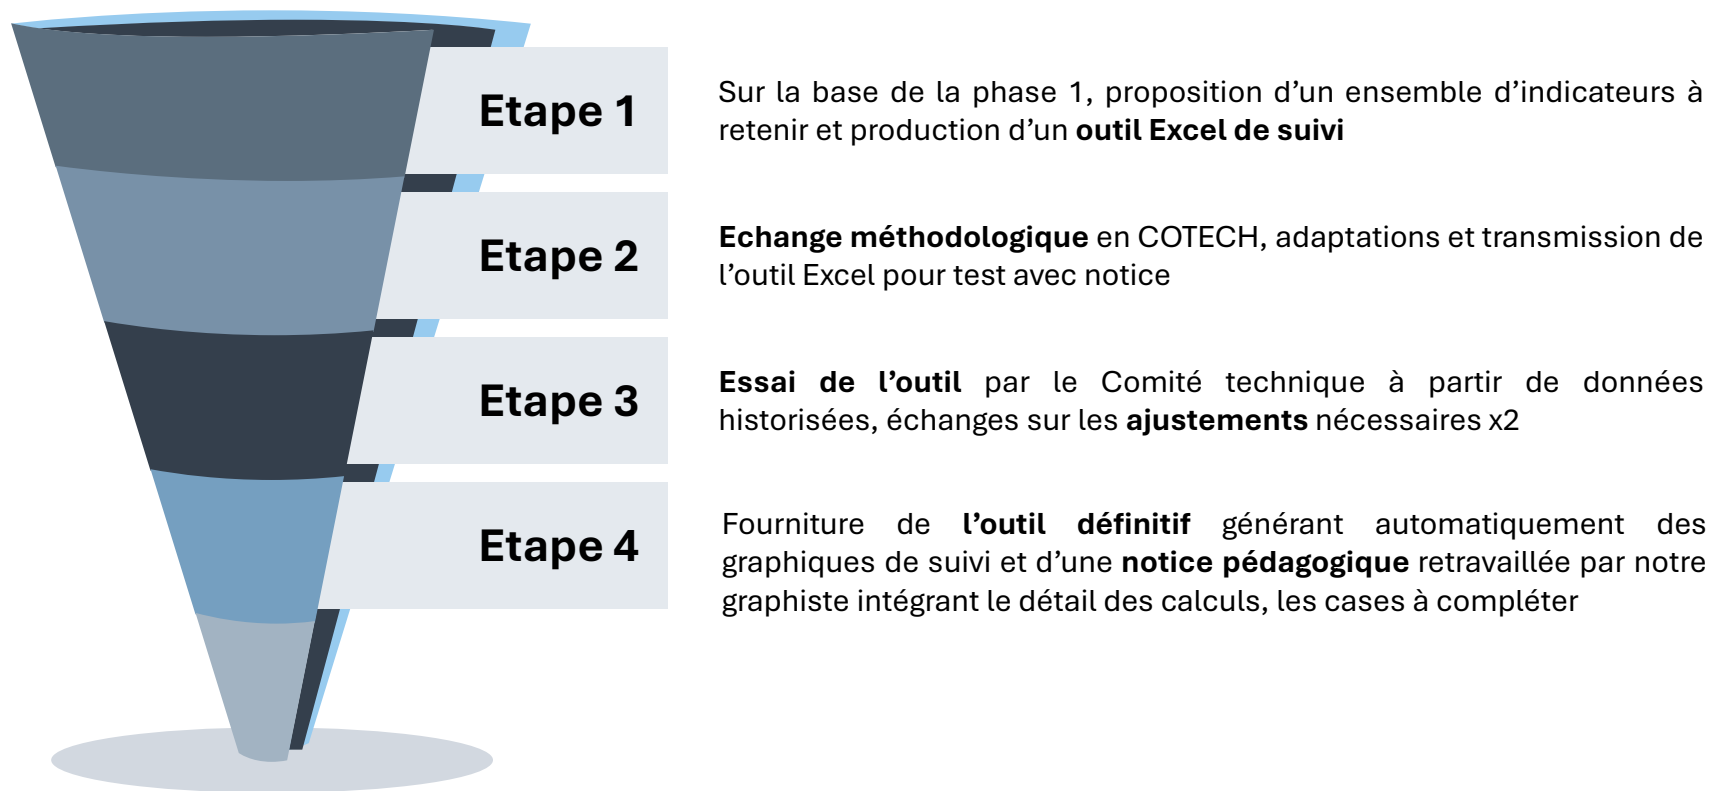 Etape 1
Sur la base de la phase 1, proposition d’un ensemble d’indicateurs à
retenir et production d’un outil Excel de suivi
Etape 2
Echange méthodologique en COTECH, adaptations et transmission de
l’outil Excel pour test avec notice
Etape 3
Essai de l’outil par le Comité technique à partir de données
historisées, échanges sur les ajustements nécessaires x2
Etape 4
Fourniture de l’outil définitif générant automatiquement des
graphiques de suivi et d’une notice pédagogique retravaillée par notre
graphiste intégrant le détail des calculs, les cases à compléter